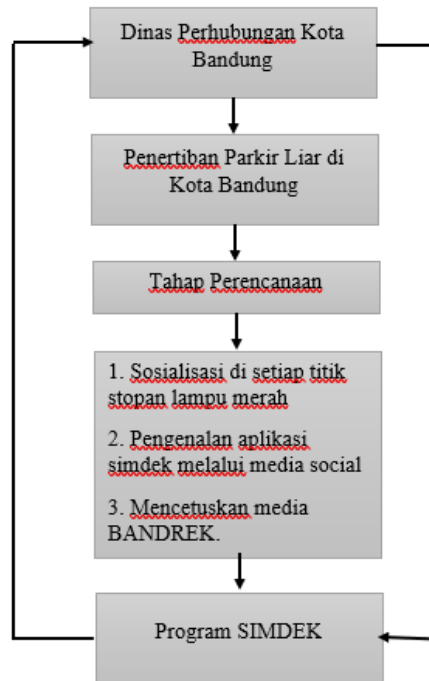 Dinas Perhubungan Kota
Bandung
Penertiban Parkir Liar di
Kota Bandung
Tahap Perencanaan
1. Sosialisasi di setiap titik
stopan lampu merah
2. Pengenalan aplikasi
simdek melalui media social
3. Mencetuskan media
BANDREK.
Program SIMDEK